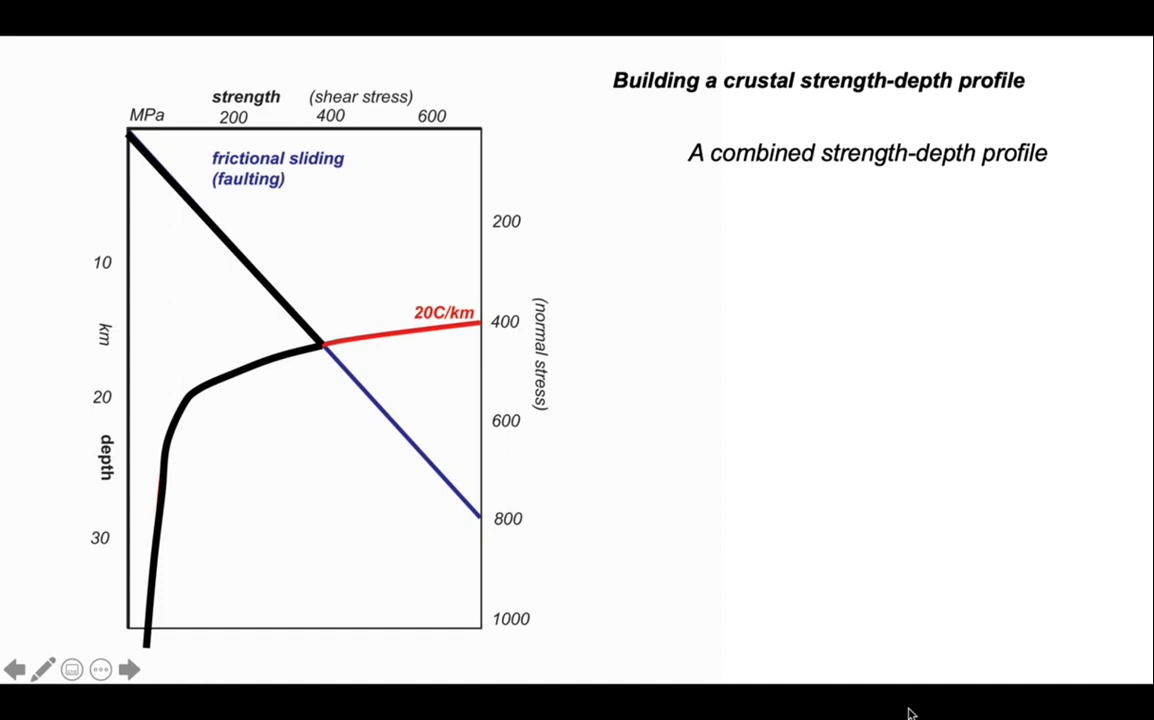 Building a crustal strength-depth profile
A combined strength-depth profile
strength (shear stress)
MPa 200 400 600
frictional sliding
(faulting)
200
10
20C/km
400
km
(normal stress)
20
600
depth
800
30
1000